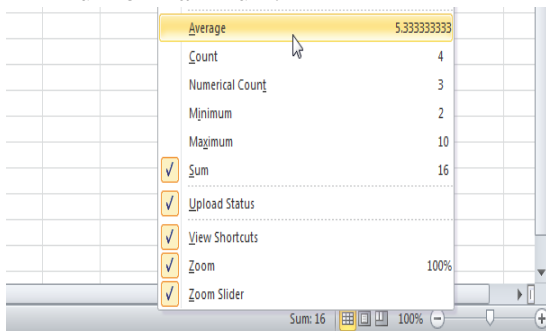 Average 5.333333333
Count 4
Numerical Count 3
Minimum 2
Maximum 10
Sum 16
Upload Status
View Shortcuts
Zoom 100%
Zoom Slider
Sum: 16 100%